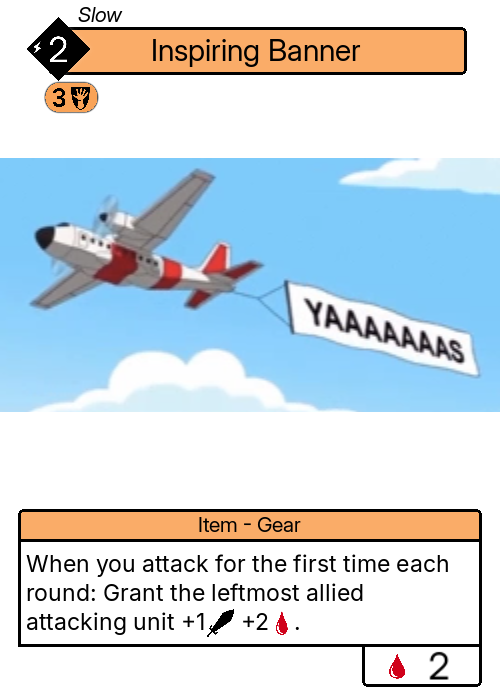 Slow
2
Inspiring Banner
3
YAAAAAAAS
Item - Gear
When you attack for the first time each
round: Grant the leftmost allied
attacking unit +1 +2 .
2